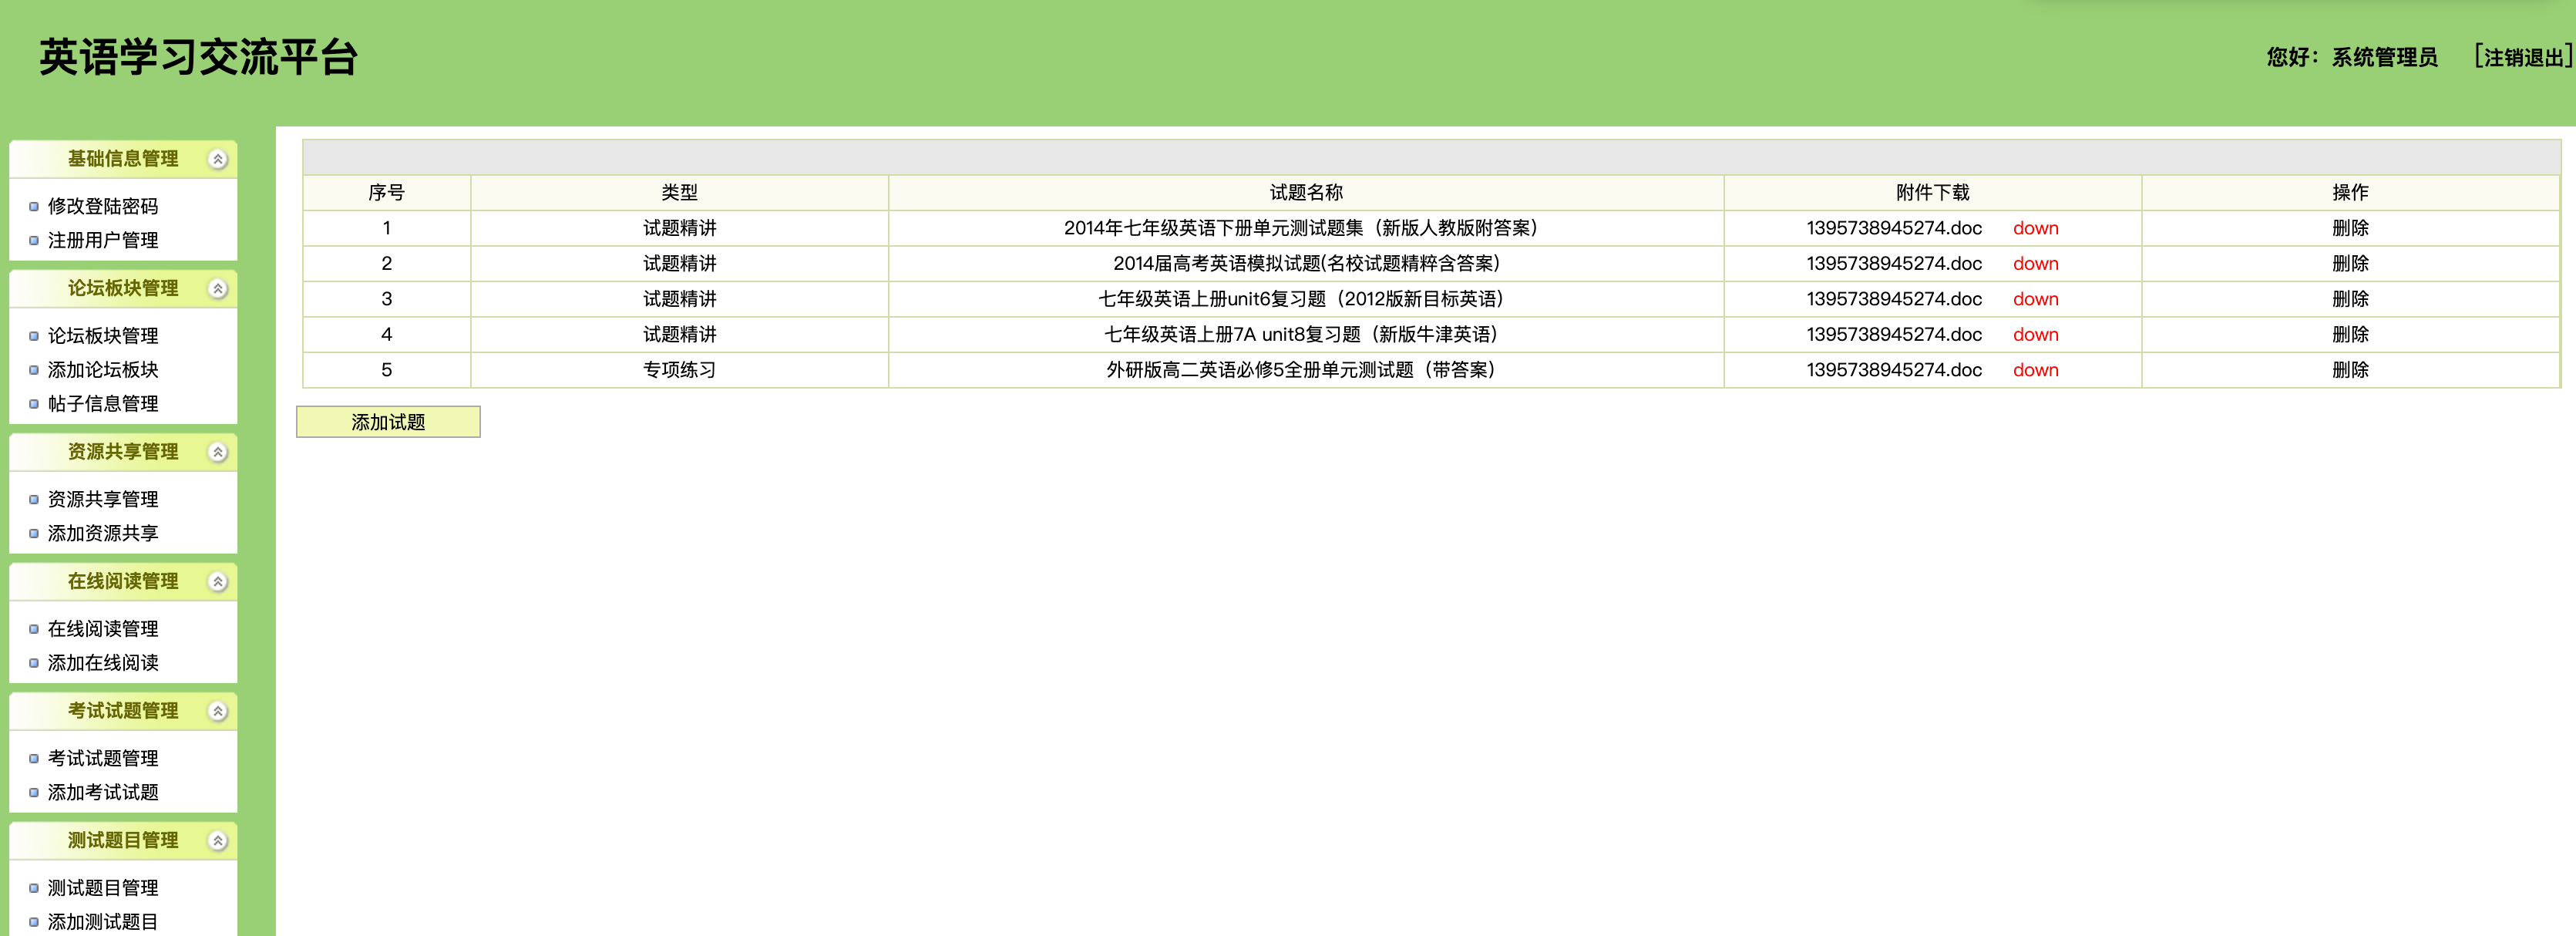 英语学习交流平台
您好：系统管理员 [注销退出]
基础信息管理
修改登陆密码
注册用户管理
论坛板块管理
论坛板块管理
添加论坛板块
帖子信息管理
资源共享管理
资源共享管理
添加资源共享
在线阅读管理
在线阅读管理
添加在线阅读
考试试题管理
考试试题管理
添加考试试题
测试题目管理
测试题目管理
添加测试题目
序号 类型 试题名称 附件下载 操作
1 试题精讲 2014年七年级英语下册单元测试题集（新版人教版附答案） 1395738945274.doc down 删除
2 试题精讲 2014届高考英语模拟试题(名校试题精粹含答案) 1395738945274.doc down 删除
3 试题精讲 七年级英语上册unit6复习题（2012版新目标英语） 1395738945274.doc down 删除
4 试题精讲 七年级英语上册7A unit8复习题（新版牛津英语） 1395738945274.doc down 删除
5 专项练习 外研版高二英语必修5全册单元测试题（带答案） 1395738945274.doc down 删除
添加试题